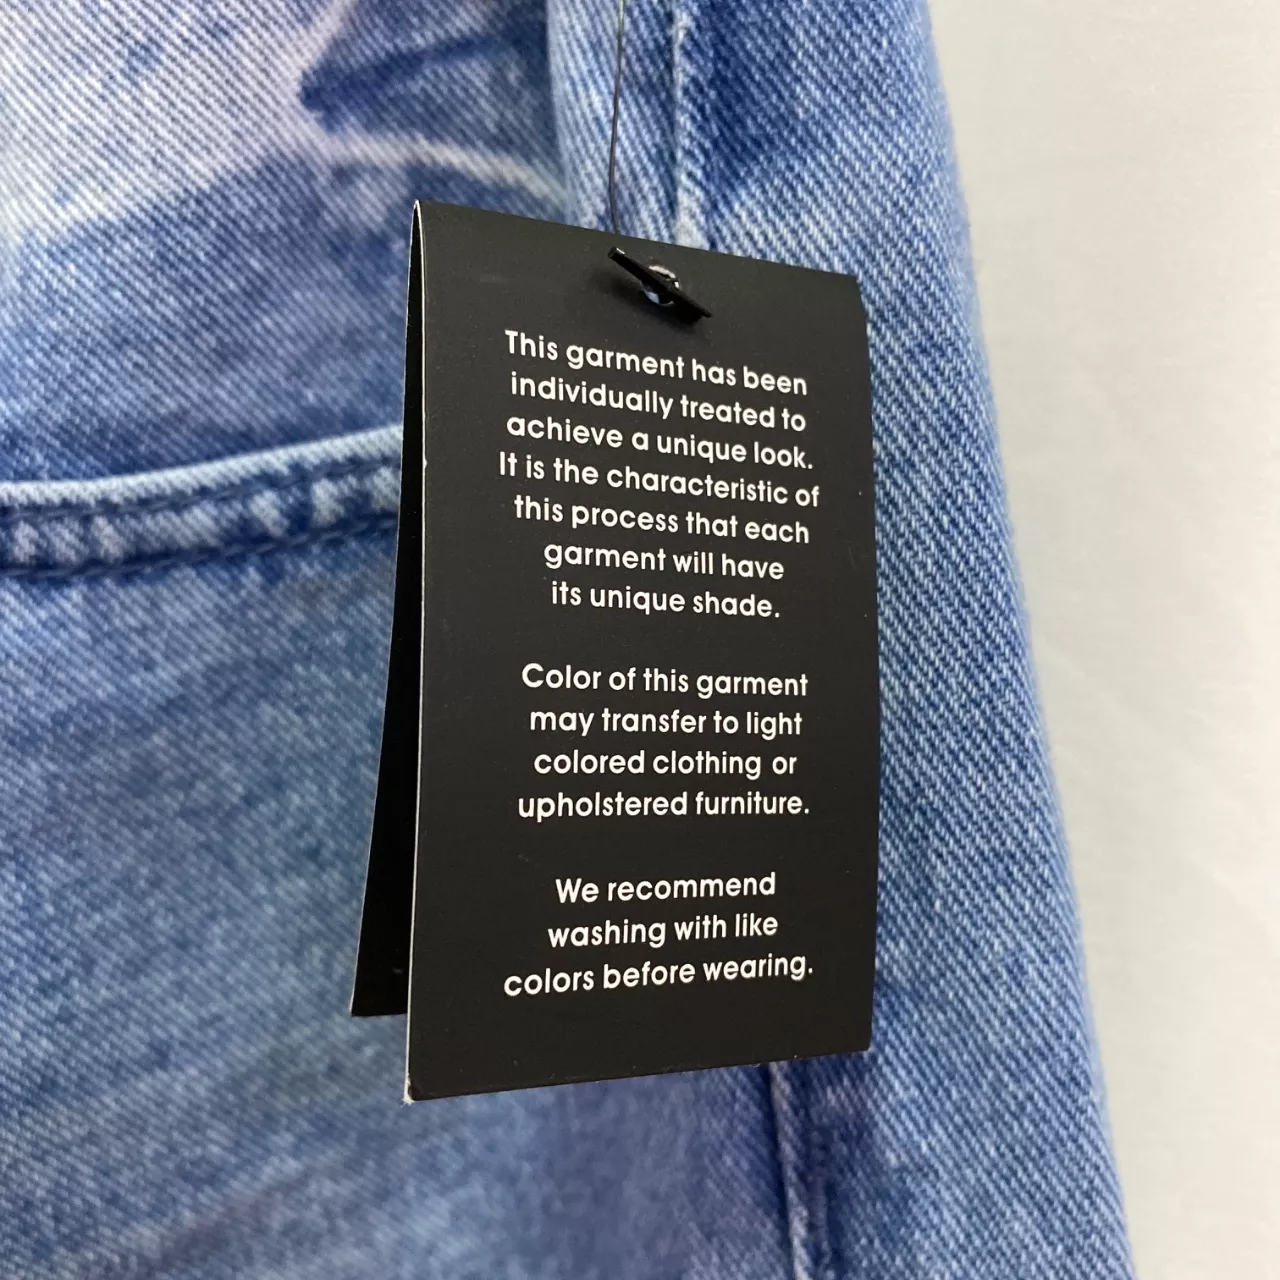 This garment has been
individually treated to
achieve a unique look.
It is the characteristic of
this process that each
garment will have
its unique shade.
Color of this garment
may transfer to light
colored clothing or
upholstered furniture.
We recommend
washing with like
colors before wearing.